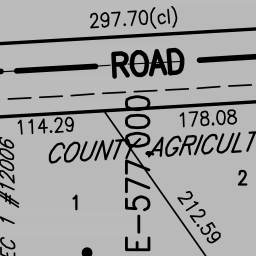 297.70(cl)
ROAD
114.29
178.08
COUNTY AGRICULT
E-577000
EC 1 #12006
1
2
212.59